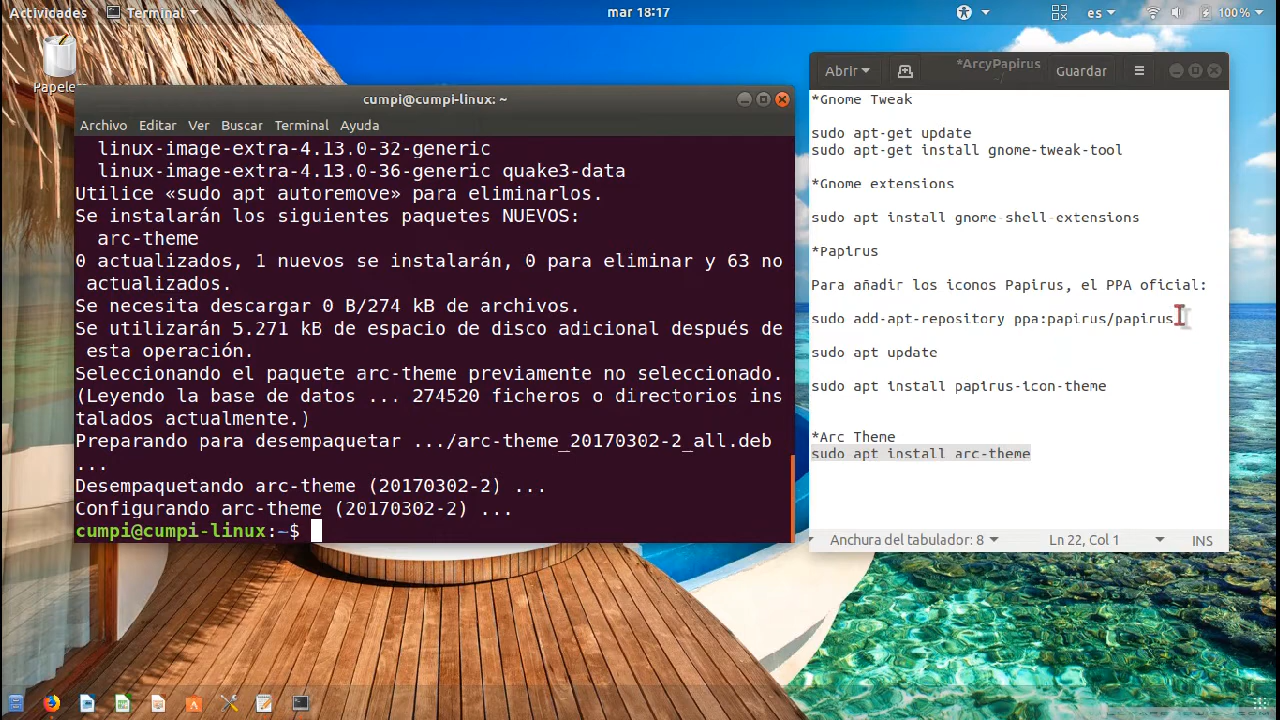 Actividades
Terminal
mar 18:17
es
100%
Papele
cumpi@cumpi-linux: ~
Archivo Editar Ver Buscar Terminal Ayuda
linux-image-extra-4.13.0-32-generic
linux-image-extra-4.13.0-36-generic quake3-data
Utilice «sudo apt autoremove» para eliminarlos.
Se instalarán los siguientes paquetes NUEVOS:
arc-theme
0 actualizados, 1 nuevos se instalarán, 0 para eliminar y 63 no
actualizados.
Se necesita descargar 0 B/274 kB de archivos.
Se utilizarán 5.271 kB de espacio de disco adicional después de
esta operación.
Seleccionando el paquete arc-theme previamente no seleccionado.
(Leyendo la base de datos ... 274520 ficheros o directorios ins
talados actualmente.)
Preparando para desempaquetar .../arc-theme_20170302-2_all.deb
...
Desempaquetando arc-theme (20170302-2) ...
Configurando arc-theme (20170302-2) ...
cumpi@cumpi-linux:~$
Abrir
*ArcyPapirus
~/
Guardar
*Gnome Tweak
sudo apt-get update
sudo apt-get install gnome-tweak-tool
*Gnome extensions
sudo apt install gnome-shell-extensions
*Papirus
Para añadir los iconos Papirus, el PPA oficial:
sudo add-apt-repository ppa:papirus/papirus
sudo apt update
sudo apt install papirus-icon-theme
*Arc Theme
sudo apt install arc-theme
Anchura del tabulador: 8
Ln 22, Col 1
INS